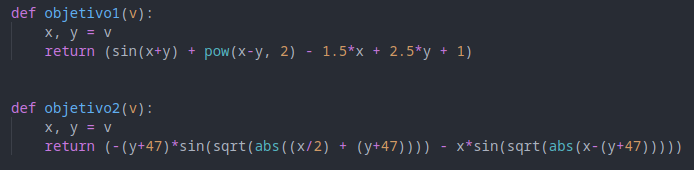 def objetivo1(v):
    x, y = v
    return (sin(x+y) + pow(x-y, 2) - 1.5*x + 2.5*y + 1)
def objetivo2(v):
    x, y = v
    return (-(y+47)*sin(sqrt(abs((x/2) + (y+47)))) - x*sin(sqrt(abs(x-(y+47)))))